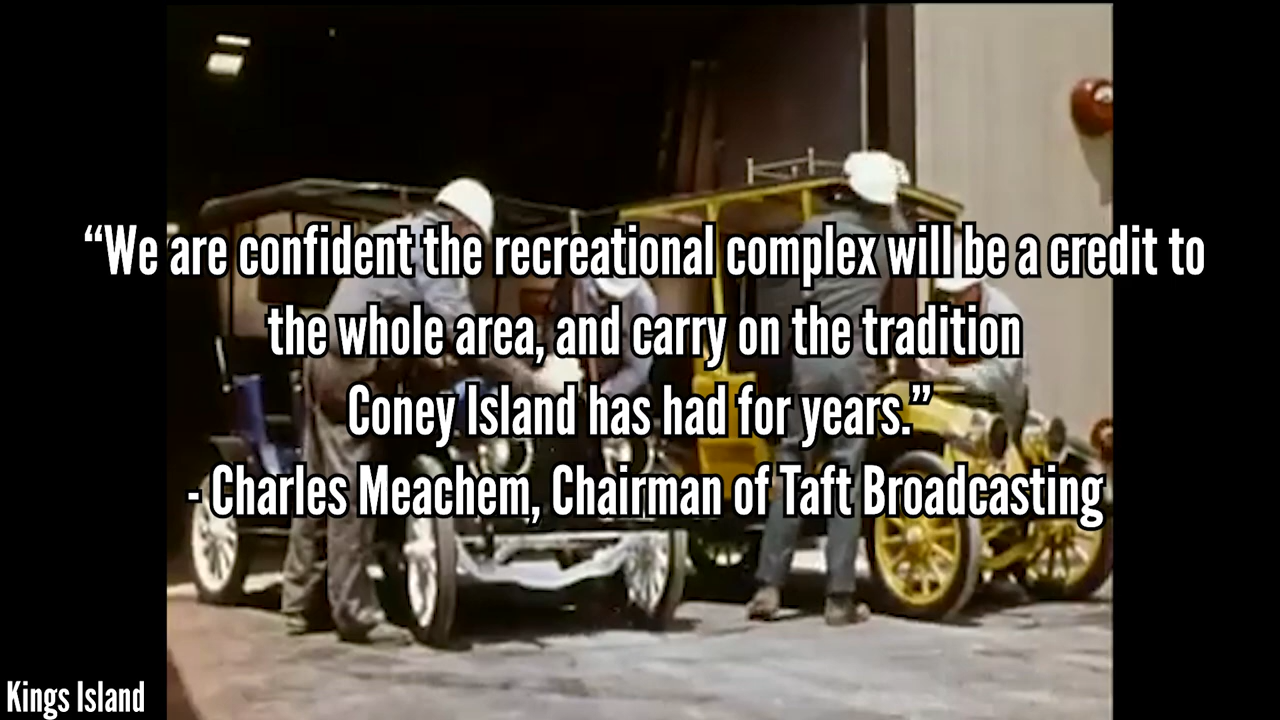 “We are confident the recreational complex will be a credit to
the whole area, and carry on the tradition
Coney Island has had for years.”
- Charles Meachem, Chairman of Taft Broadcasting
Kings Island